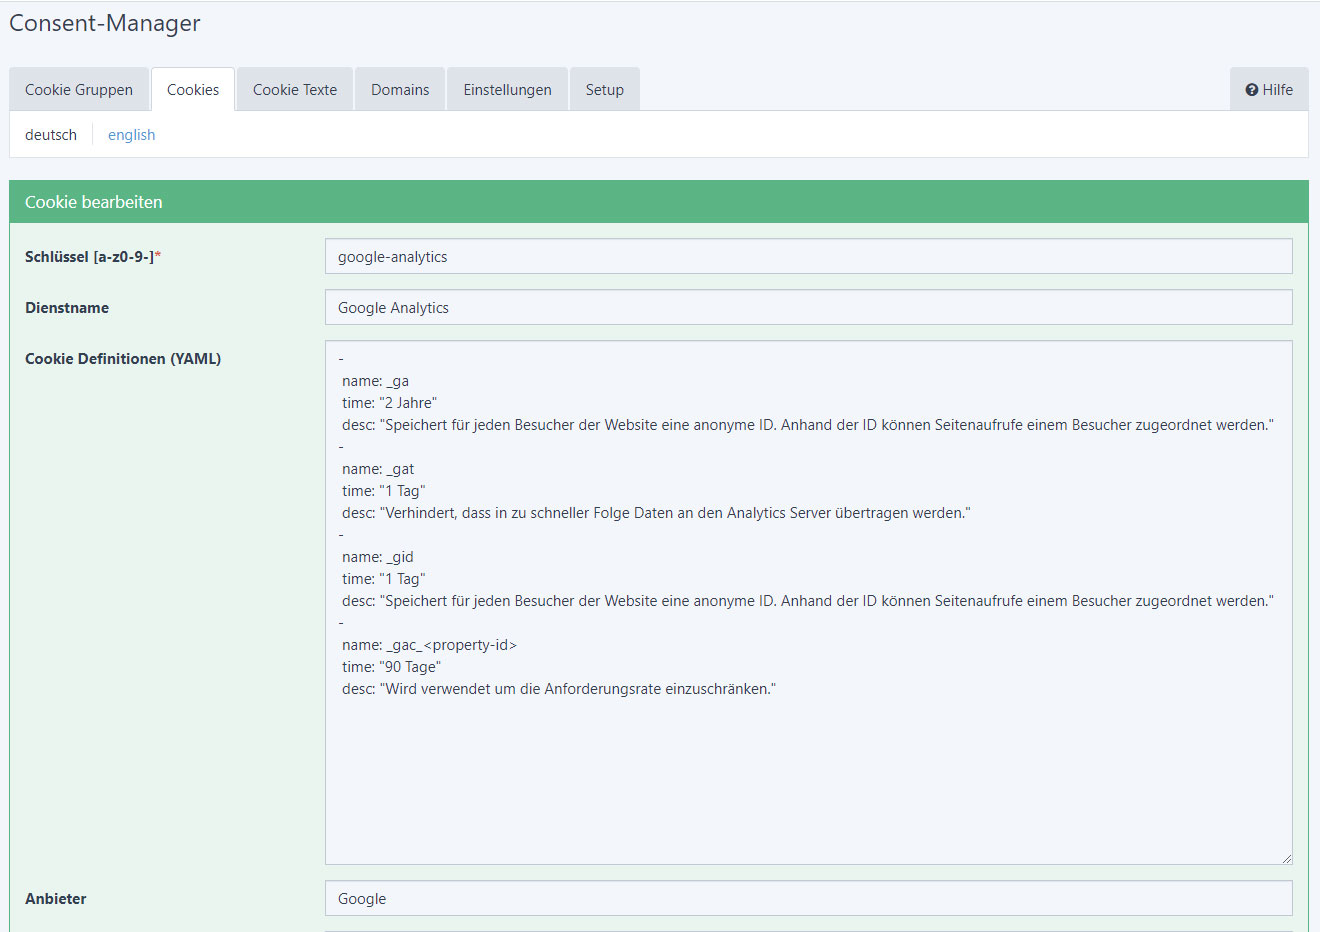 Consent-Manager
Cookie Gruppen
Cookies
Cookie Texte
Domains
Einstellungen
Setup
Hilfe
deutsch
english
Cookie bearbeiten
Schlüssel [a-z0-9-]*
google-analytics
Dienstname
Google Analytics
Cookie Definitionen (YAML)
-
name: _ga
time: "2 Jahre"
desc: "Speichert für jeden Besucher der Website eine anonyme ID. Anhand der ID können Seitenaufrufe einem Besucher zugeordnet werden."
-
name: _gat
time: "1 Tag"
desc: "Verhindert, dass in zu schneller Folge Daten an den Analytics Server übertragen werden."
-
name: _gid
time: "1 Tag"
desc: "Speichert für jeden Besucher der Website eine anonyme ID. Anhand der ID können Seitenaufrufe einem Besucher zugeordnet werden."
-
name: _gac_<property-id>
time: "90 Tage"
desc: "Wird verwendet um die Anforderungsrate einzuschränken."
Anbieter
Google